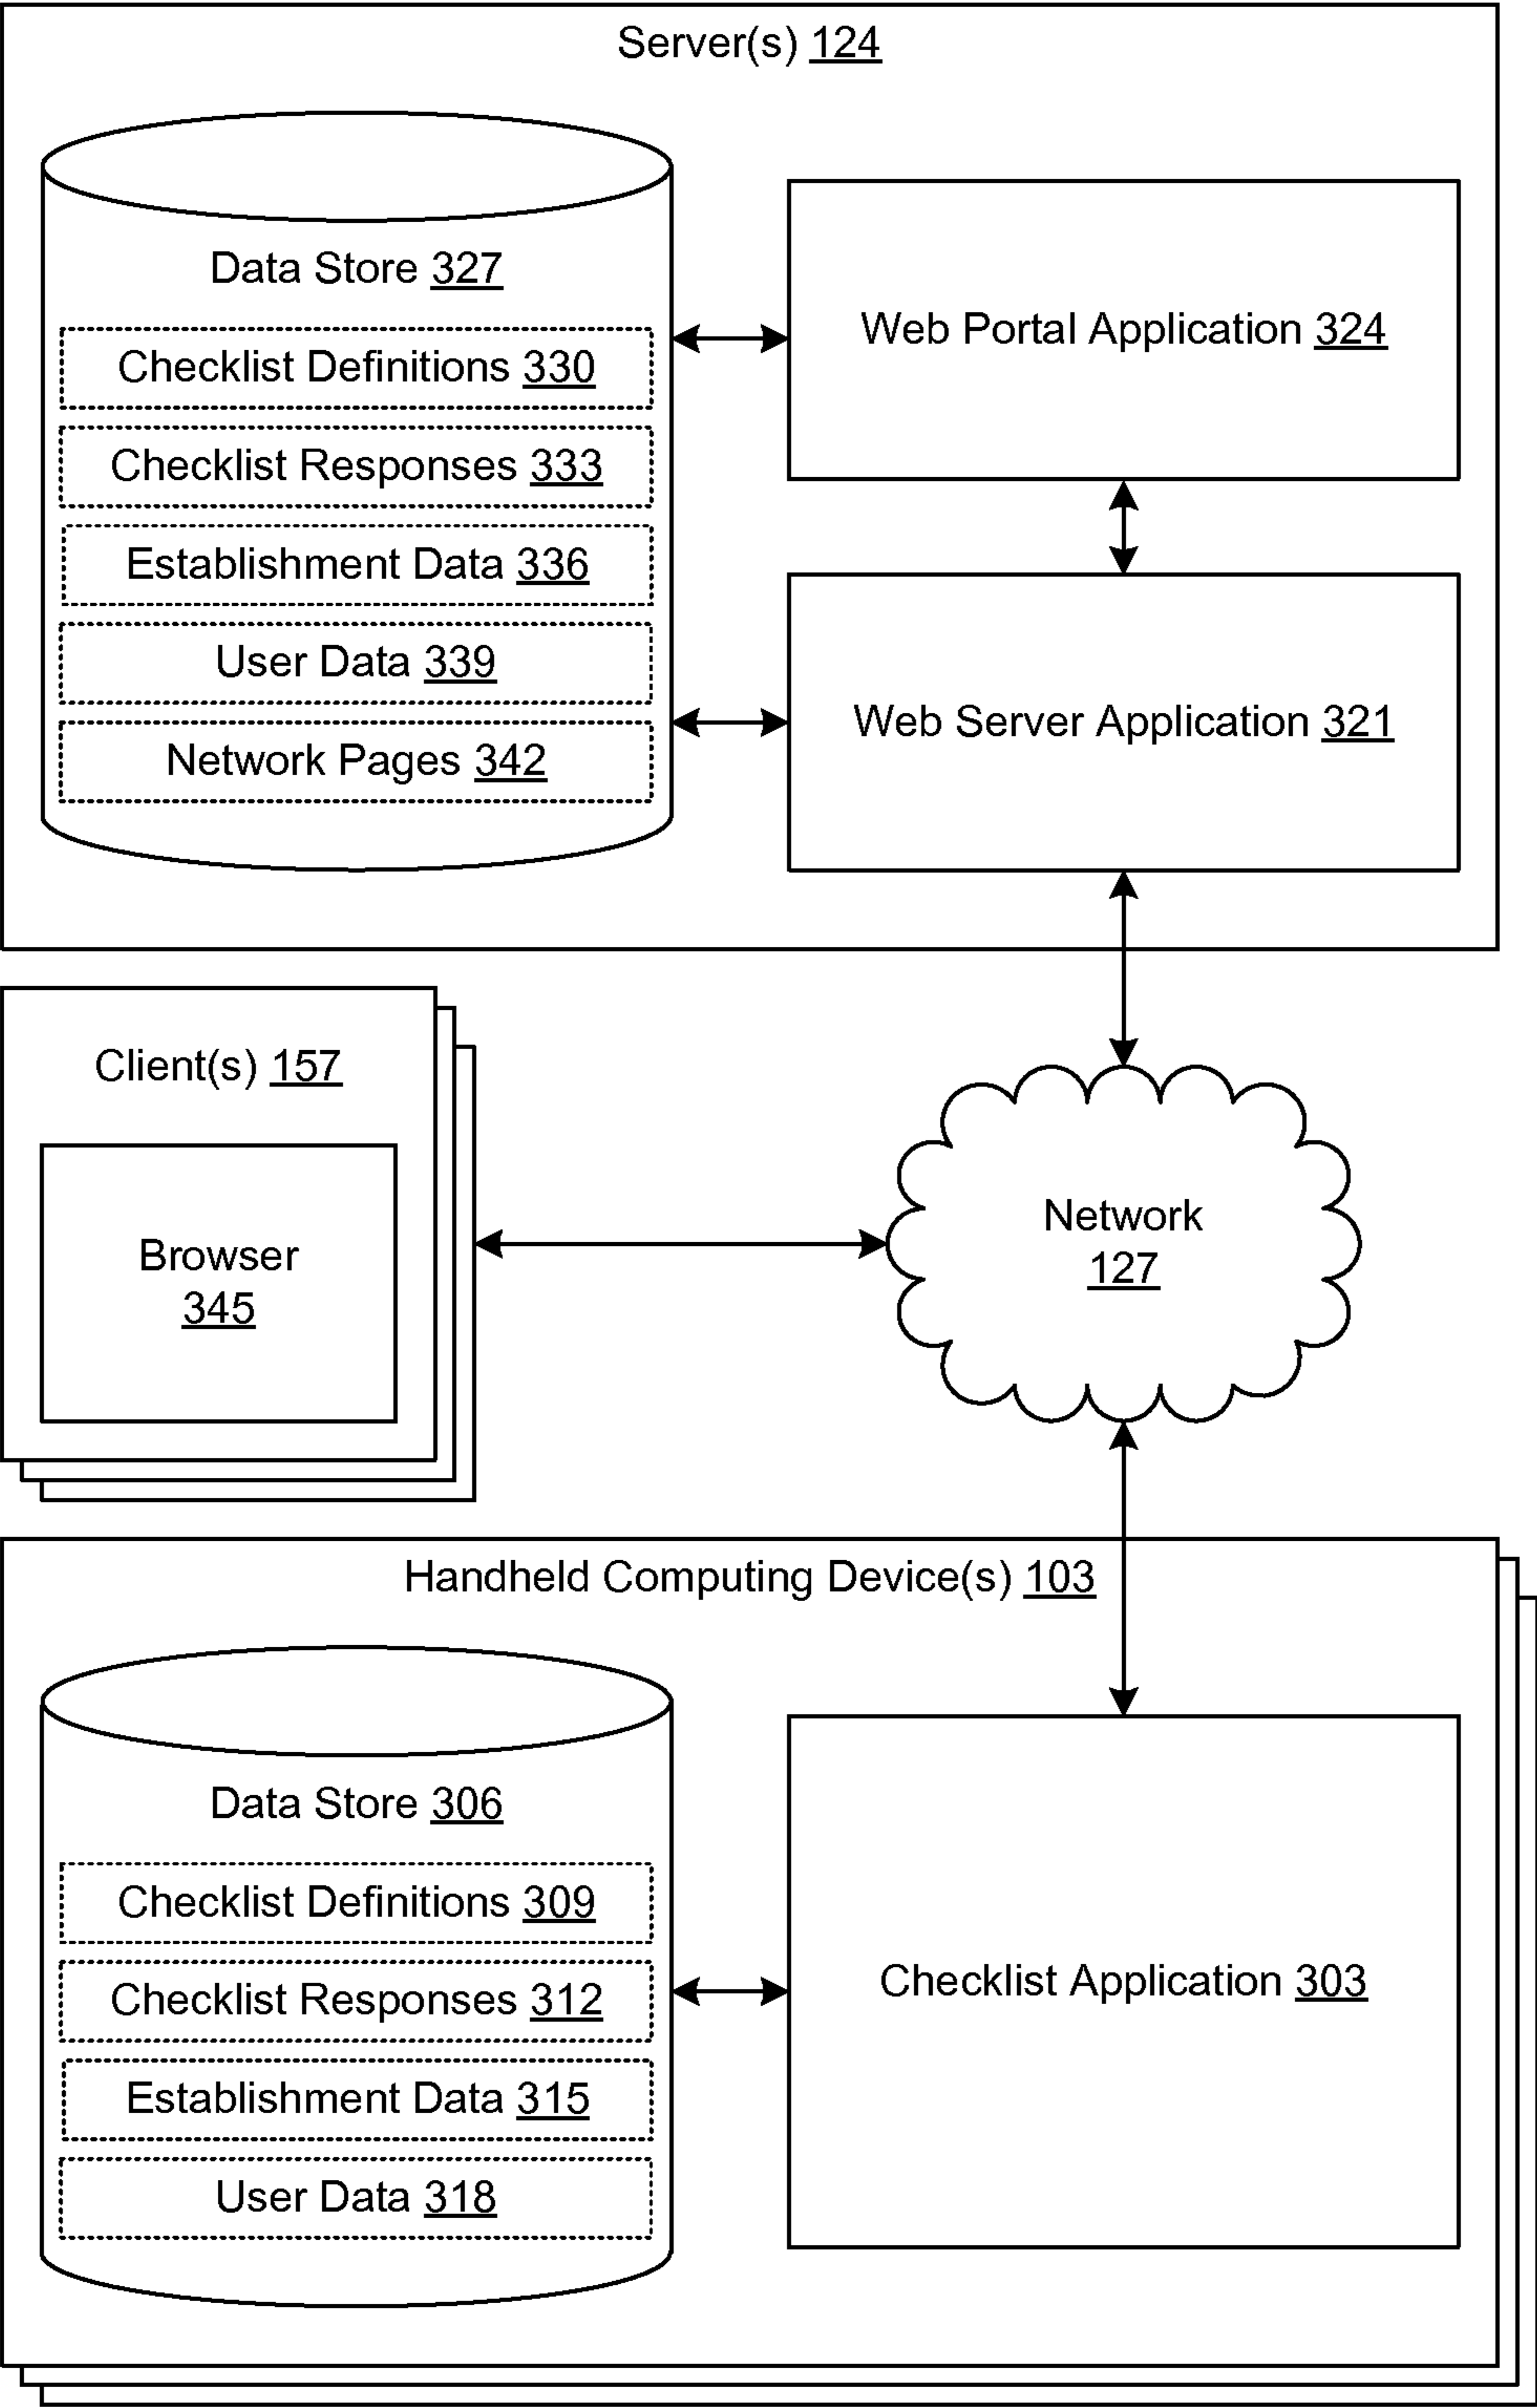 Server(s) 124
Data Store 327
Checklist Definitions 330
Checklist Responses 333
Establishment Data 336
User Data 339
Network Pages 342
Web Portal Application 324
Web Server Application 321
Client(s) 157
Browser
345
Network
127
Handheld Computing Device(s) 103
Data Store 306
Checklist Definitions 309
Checklist Responses 312
Establishment Data 315
User Data 318
Checklist Application 303